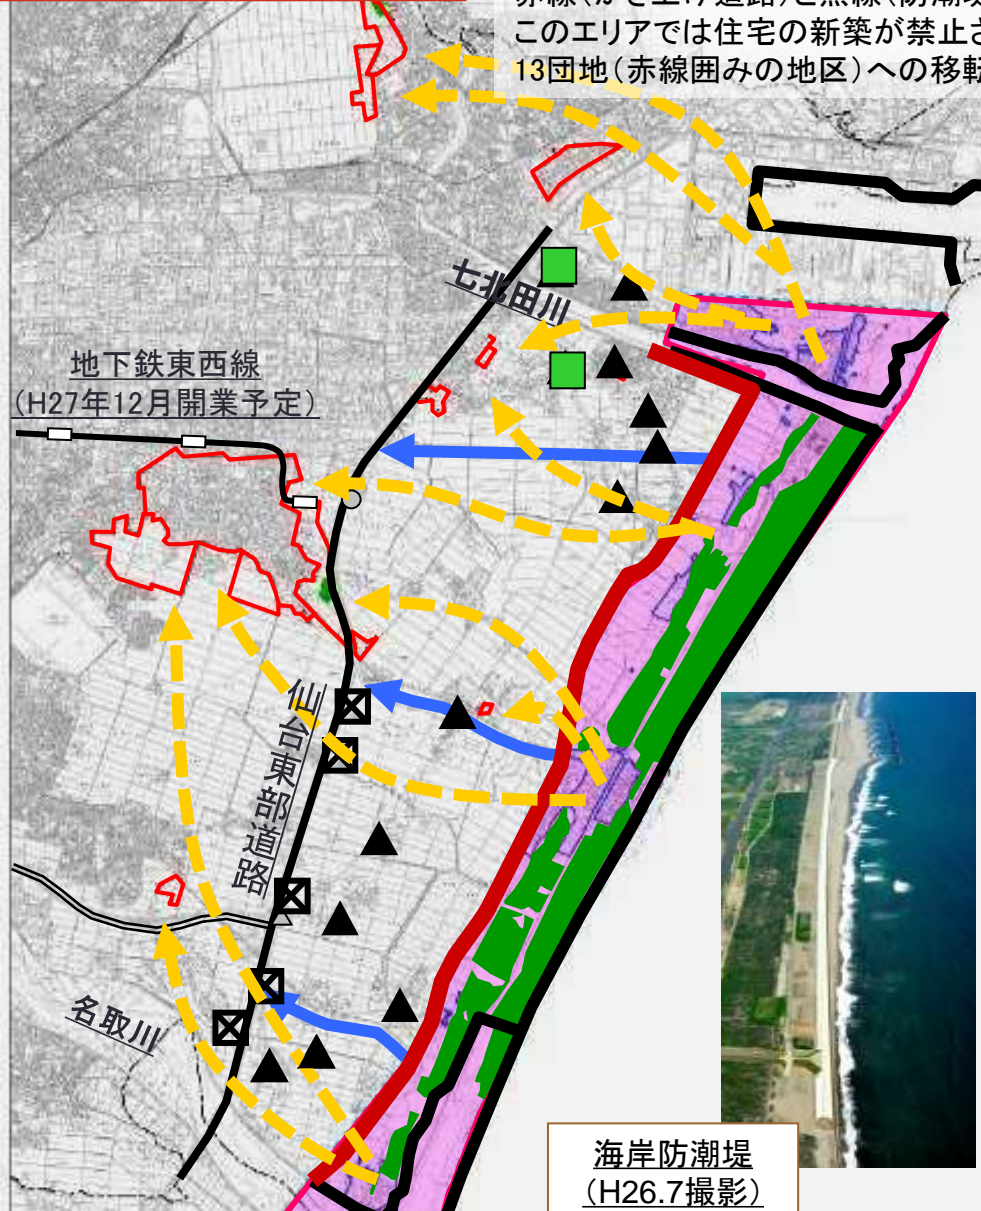 このエリアでは住宅の新築が禁止さ
13団地(赤線囲みの地区)への移転
七北田川
地下鉄東西線
(H27年12月開業予定)
仙台東部道路
名取川
海岸防潮堤
(H26.7撮影)